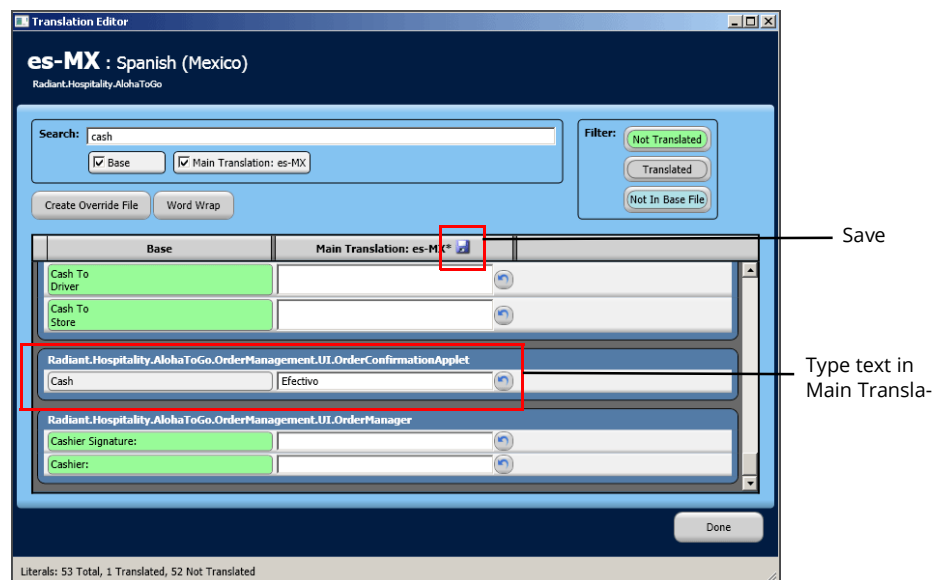 Translation Editor
es-MX : Spanish (Mexico)
Radiant.Hospitality.AlohaToGo
Search: cash
Base
Main Translation: es-MX
Filter:
Not Translated
Translated
Not In Base File
Create Override File
Word Wrap
Base
Main Translation: es-MX*
Save
Cash To
Driver
Cash To
Store
Radiant.Hospitality.AlohaToGo.OrderManagement.UI.OrderConfirmationApplet
Cash
Efectivo
Type text in
Main Transla-
Radiant.Hospitality.AlohaToGo.OrderManagement.UI.OrderManager
Cashier Signature:
Cashier:
Done
Literals: 53 Total, 1 Translated, 52 Not Translated